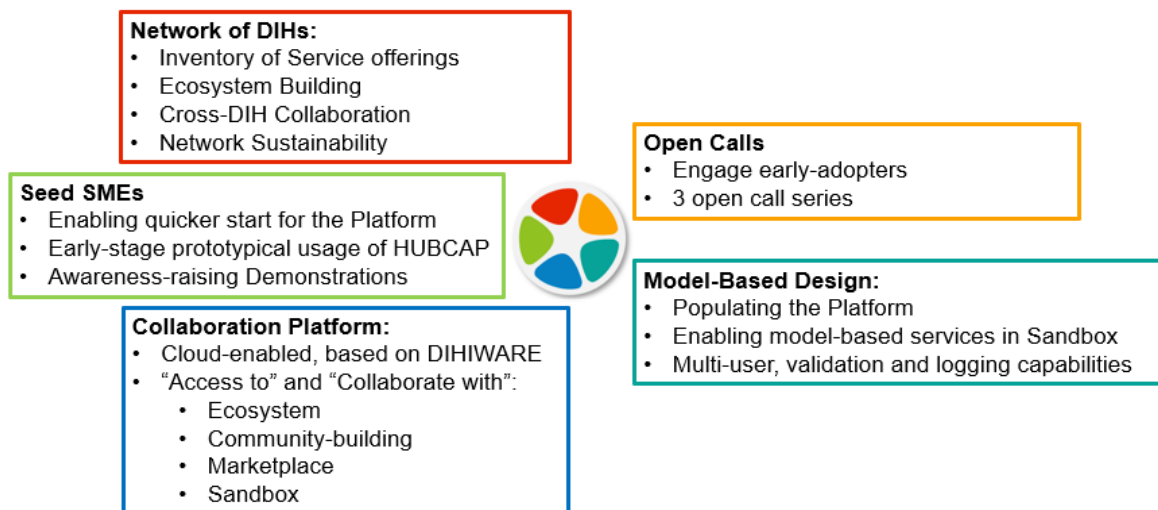 Network of DIHs:
• Inventory of Service offerings
• Ecosystem Building
• Cross-DIH Collaboration
• Network Sustainability
Open Calls
• Engage early-adopters
• 3 open call series
Seed SMEs
• Enabling quicker start for the Platform
• Early-stage prototypical usage of HUBCAP
• Awareness-raising Demonstrations
Model-Based Design:
• Populating the Platform
• Enabling model-based services in Sandbox
• Multi-user, validation and logging capabilities
Collaboration Platform:
• Cloud-enabled, based on DIHIWARE
• “Access to” and “Collaborate with”:
• Ecosystem
• Community-building
• Marketplace
• Sandbox